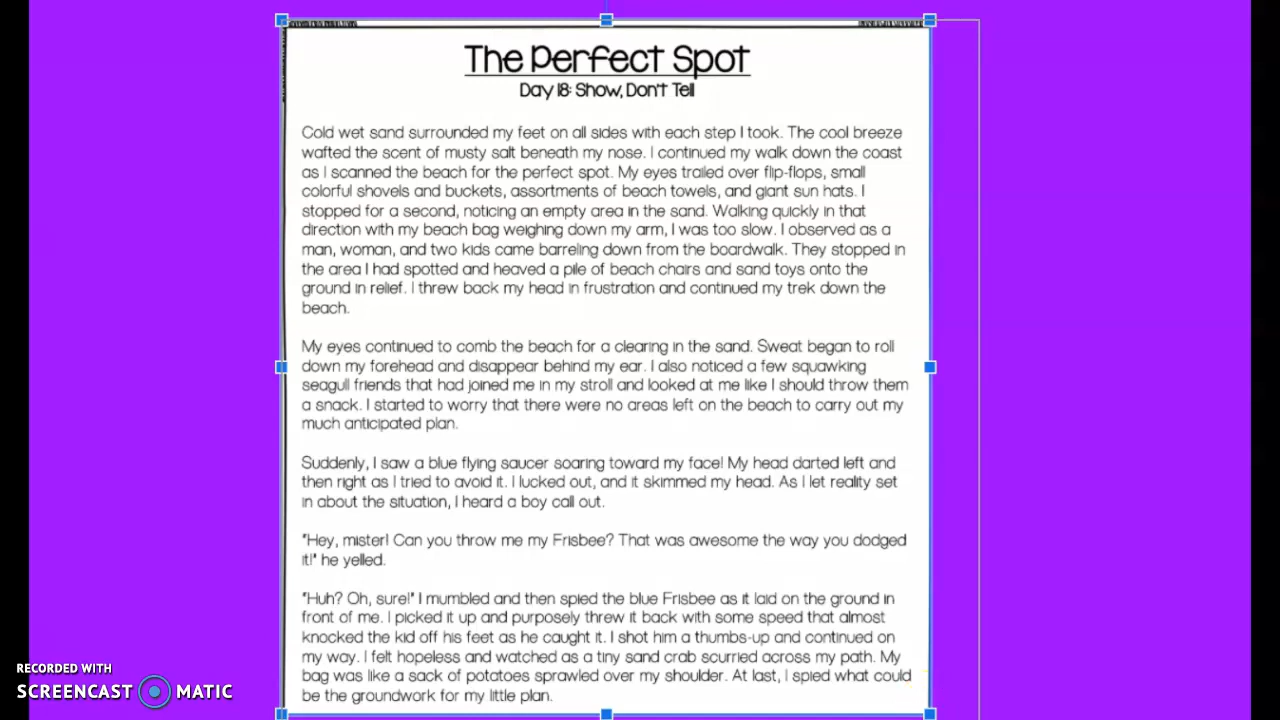 The Perfect Spot
Day 18: Show, Don't Tell
Cold wet sand surrounded my feet on all sides with each step I took. The cool breeze
wafted the scent of musty salt beneath my nose. I continued my walk down the coast
as I scanned the beach for the perfect spot. My eyes trailed over flip-flops, small
colorful shovels and buckets, assortments of beach towels, and giant sun hats. I
stopped for a second, noticing an empty area in the sand. Walking quickly in that
direction with my beach bag weighing down my arm, I was too slow. I observed as a
man, woman, and two kids came barreling down from the boardwalk. They stopped in
the area I had spotted and heaved a pile of beach chairs and sand toys onto the
ground in relief. I threw back my head in frustration and continued my trek down the
beach.
My eyes continued to comb the beach for a clearing in the sand. Sweat began to roll
down my forehead and disappear behind my ear. I also noticed a few squawking
seagull friends that had joined me in my stroll and looked at me like I should throw them
a snack. I started to worry that there were no areas left on the beach to carry out my
much anticipated plan.
Suddenly, I saw a blue flying saucer soaring toward my face! My head darted left and
then right as I tried to avoid it. I lucked out, and it skimmed my head. As I let reality set
in about the situation, I heard a boy call out.
"Hey, mister! Can you throw me my Frisbee? That was awesome the way you dodged
it!" he yelled.
"Huh? Oh, sure!" I mumbled and then spied the blue Frisbee as it laid on the ground in
front of me. I picked it up and purposely threw it back with some speed that almost
knocked the kid off his feet as he caught it. I shot him a thumbs-up and continued on
my way. I felt hopeless and watched as a tiny sand crab scurried across my path. My
bag was like a sack of potatoes sprawled over my shoulder. At last, I spied what could
be the groundwork for my little plan.
RECORDED WITH
SCREENCAST MATIC